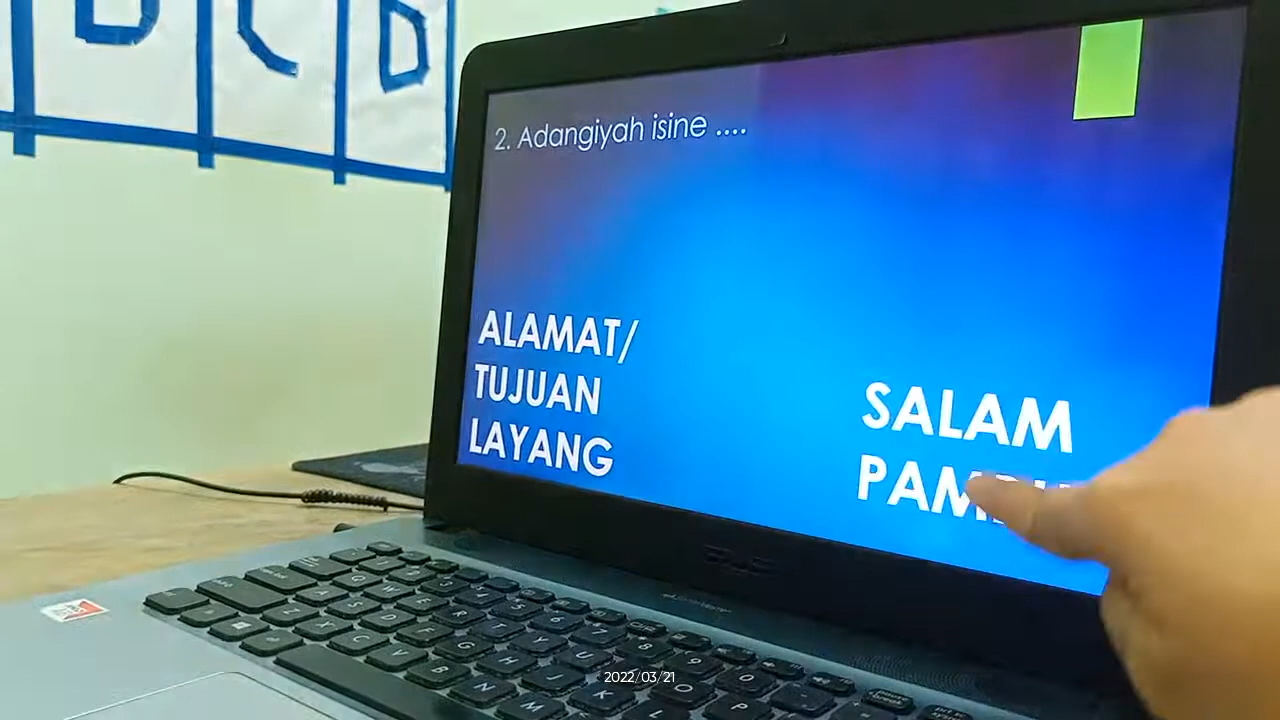 B C D
2. Adangiyah isine ....
ALAMAT/
TUJUAN
LAYANG
SALAM
2022/03/21